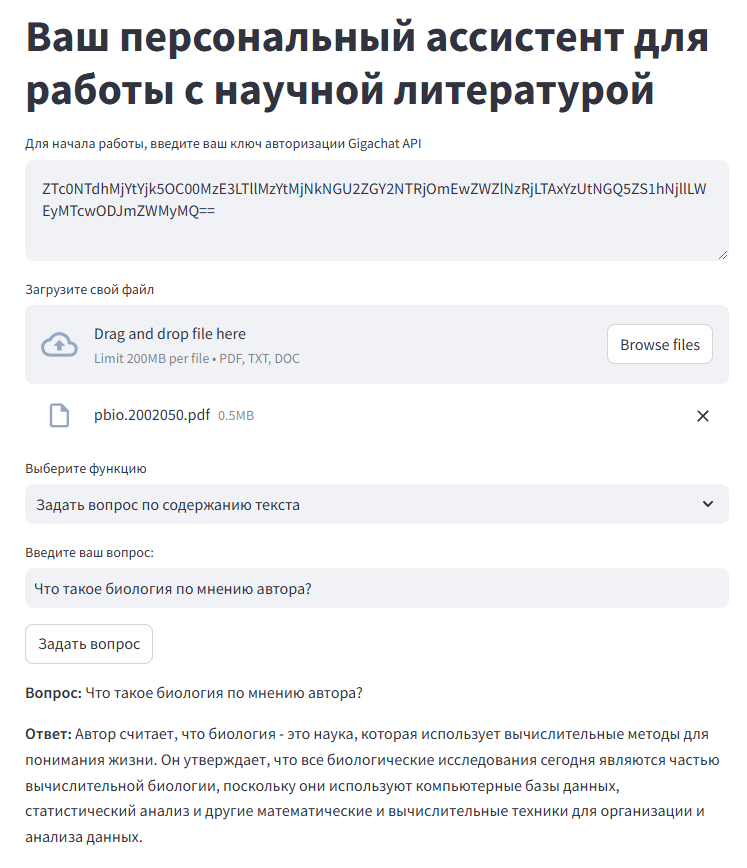 Ваш персональный ассистент для
работы с научной литературой
Для начала работы, введите ваш ключ авторизации Gigachat API
ZTc0NTdhMjYtYjk5OC00MzE3LTllMzYtMjNkNGU2ZGY2NTRjOmEwZWZlNzRjLTAxYzUtNGQ5ZS1hNjllLW
EyMTcwODJmZWMyMQ==
Загрузите свой файл
Drag and drop file here
Limit 200MB per file • PDF, TXT, DOC
Browse files
pbio.2002050.pdf 0.5MB
Выберите функцию
Задать вопрос по содержанию текста
Введите ваш вопрос:
Что такое биология по мнению автора?
Задать вопрос
Вопрос: Что такое биология по мнению автора?
Ответ: Автор считает, что биология - это наука, которая использует вычислительные методы для
понимания жизни. Он утверждает, что все биологические исследования сегодня являются частью
вычислительной биологии, поскольку они используют компьютерные базы данных,
статистический анализ и другие математические и вычислительные техники для организации и
анализа данных.